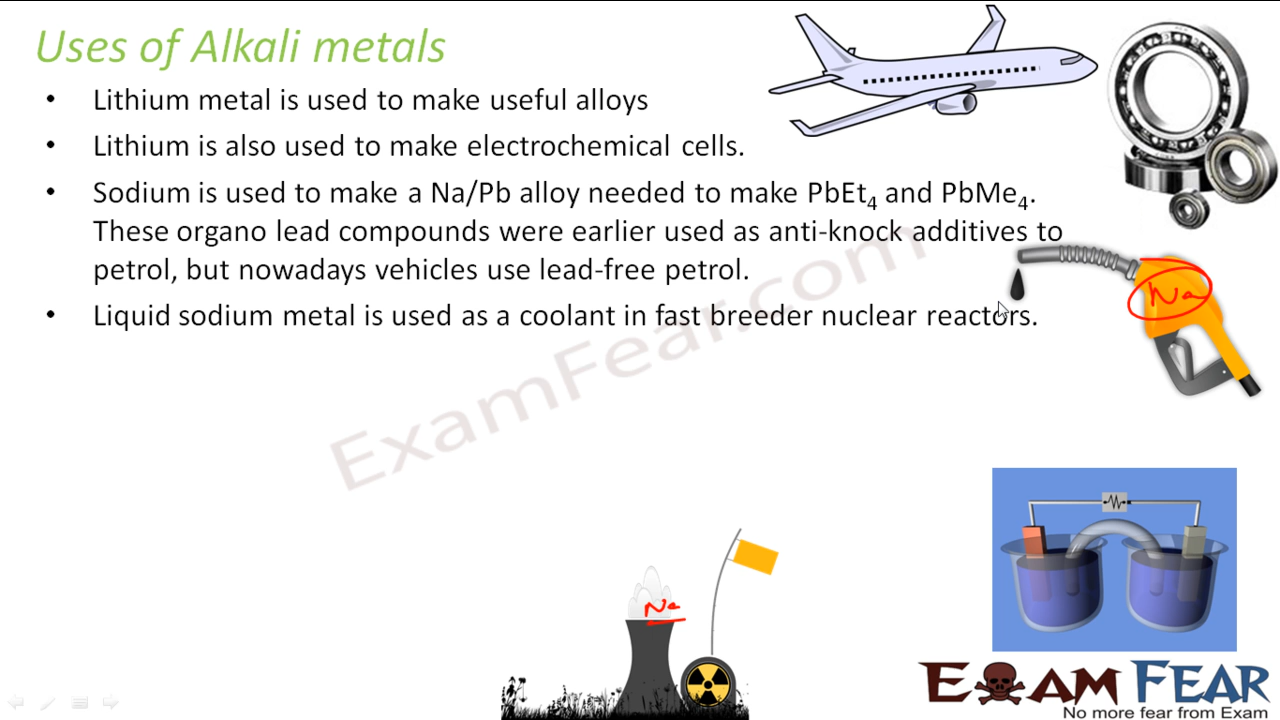 Uses of Alkali metals
• Lithium metal is used to make useful alloys
• Lithium is also used to make electrochemical cells.
• Sodium is used to make a Na/Pb alloy needed to make PbEt₄ and PbMe₄.
These organo lead compounds were earlier used as anti-knock additives to
petrol, but nowadays vehicles use lead-free petrol.
• Liquid sodium metal is used as a coolant in fast breeder nuclear reactors.
Na
ExamFear.com
Na
EXAM FEAR
No more fear from Exam